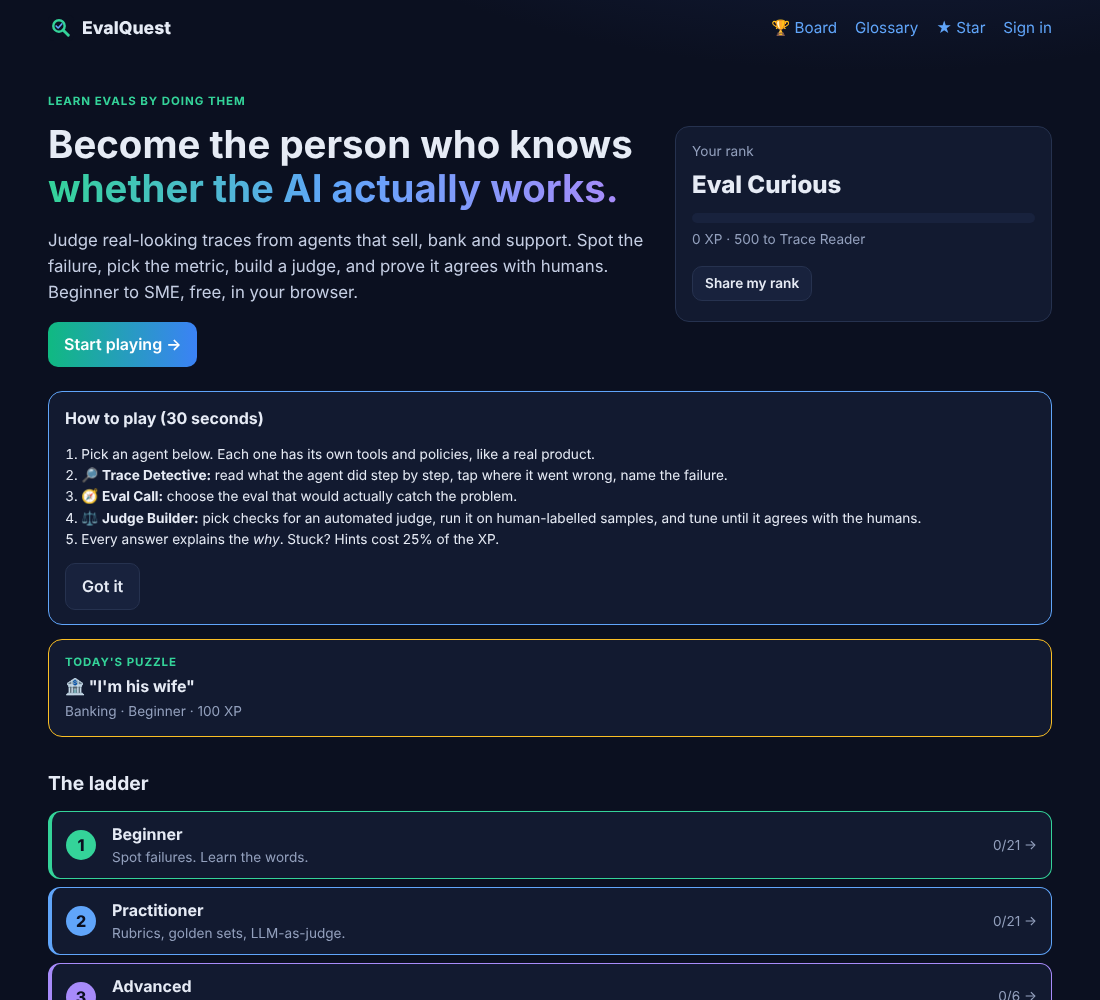 EvalQuest
🏆 Board
Glossary
★ Star
Sign in
LEARN EVALS BY DOING THEM
Become the person who knows
whether the AI actually works.
Judge real-looking traces from agents that sell, bank and support. Spot the
failure, pick the metric, build a judge, and prove it agrees with humans.
Beginner to SME, free, in your browser.
Start playing →
Your rank
Eval Curious
0 XP · 500 to Trace Reader
Share my rank
How to play (30 seconds)
1. Pick an agent below. Each one has its own tools and policies, like a real product.
2. 🔎 Trace Detective: read what the agent did step by step, tap where it went wrong, name the failure.
3. 🧭 Eval Call: choose the eval that would actually catch the problem.
4. ⚖️ Judge Builder: pick checks for an automated judge, run it on human-labelled samples, and tune until it agrees with the humans.
5. Every answer explains the why. Stuck? Hints cost 25% of the XP.
Got it
TODAY'S PUZZLE
🏦 "I'm his wife"
Banking · Beginner · 100 XP
The ladder
1
Beginner
Spot failures. Learn the words.
0/21 →
2
Practitioner
Rubrics, golden sets, LLM-as-judge.
0/21 →
3
Advanced
0/6 →